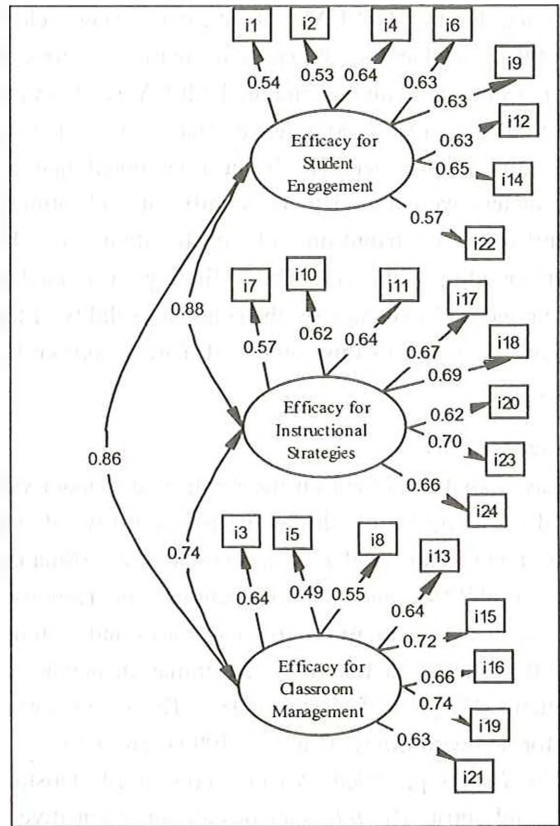 i1 i2 i4 i6
i9
0.54 0.53 0.64 0.63
0.63
i12
Efficacy for
Student
Engagement
0.63
0.65
i14
0.57
i22
i7 i10 i11 i17
0.88
i18
0.57 0.62 0.64 0.67
0.69
Efficacy for
Instructional
Strategies
0.62
i20
0.70
i23
0.86
0.66
i24
i3 i5 i8 i13
0.74
0.64 0.49 0.55 0.64
i15
0.72
Efficacy for
Classroom
Management
0.66
i16
0.74
i19
0.63
i21